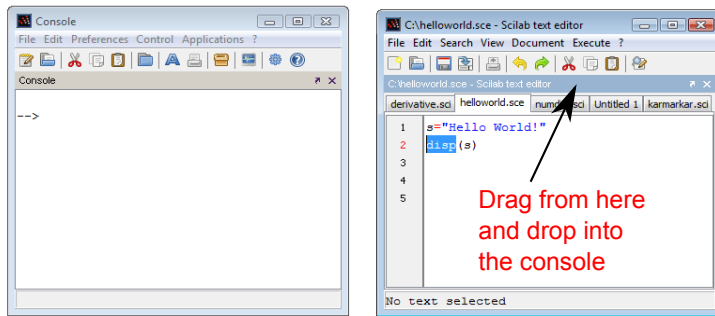 Console
File Edit Preferences Control Applications ?
Console
-->
C:\helloworld.sce - Scilab text editor
File Edit Search View Document Execute ?
C:\helloworld.sce - Scilab text editor
derivative.sci helloworld.sce Untitled 1 karmarkar.sci
1 s="Hello World!"
2 disp(s)
3
4
5
Drag from here
and drop into
the console
No text selected